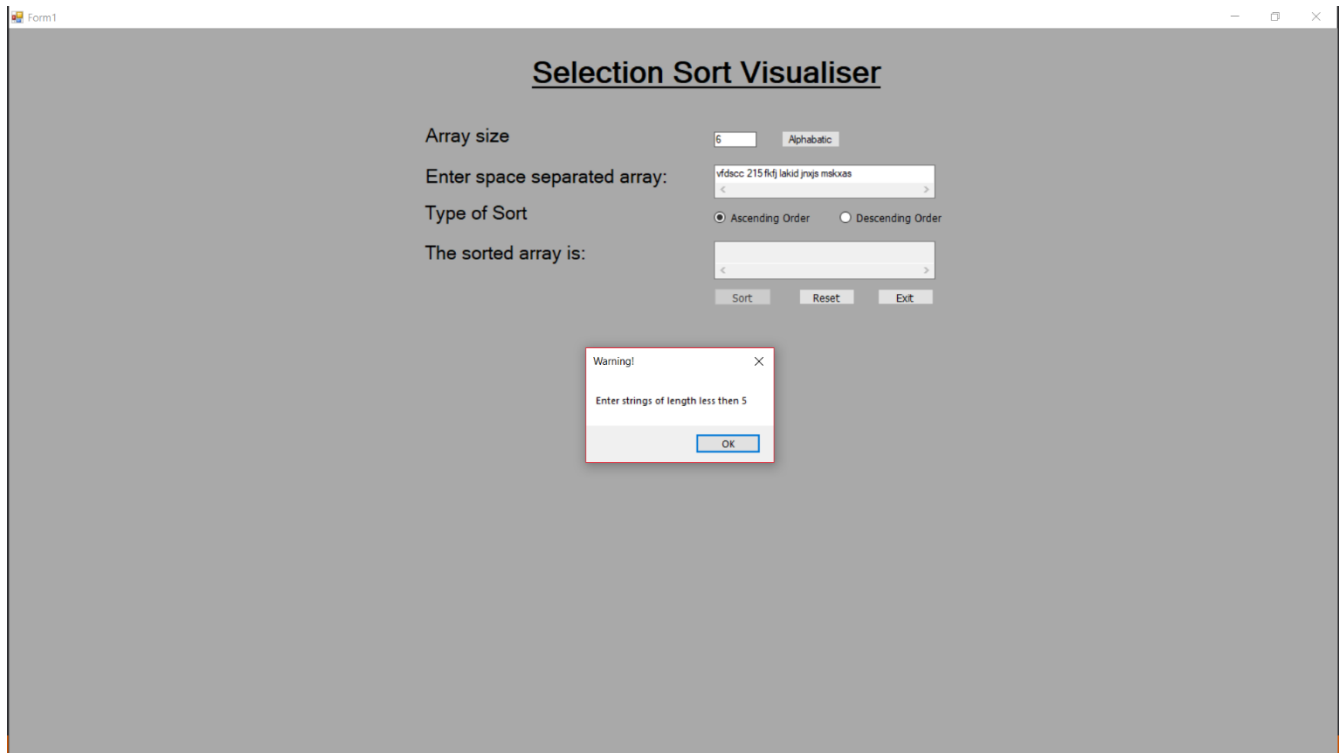 Form1
Selection Sort Visualiser
Array size
6
Alphabatic
Enter space separated array:
vfdscc 215 fkfj lakid jnxjs mskxas
Type of Sort
Ascending Order
Descending Order
The sorted array is:
Sort
Reset
Exit
Warning!
Enter strings of length less then 5
OK